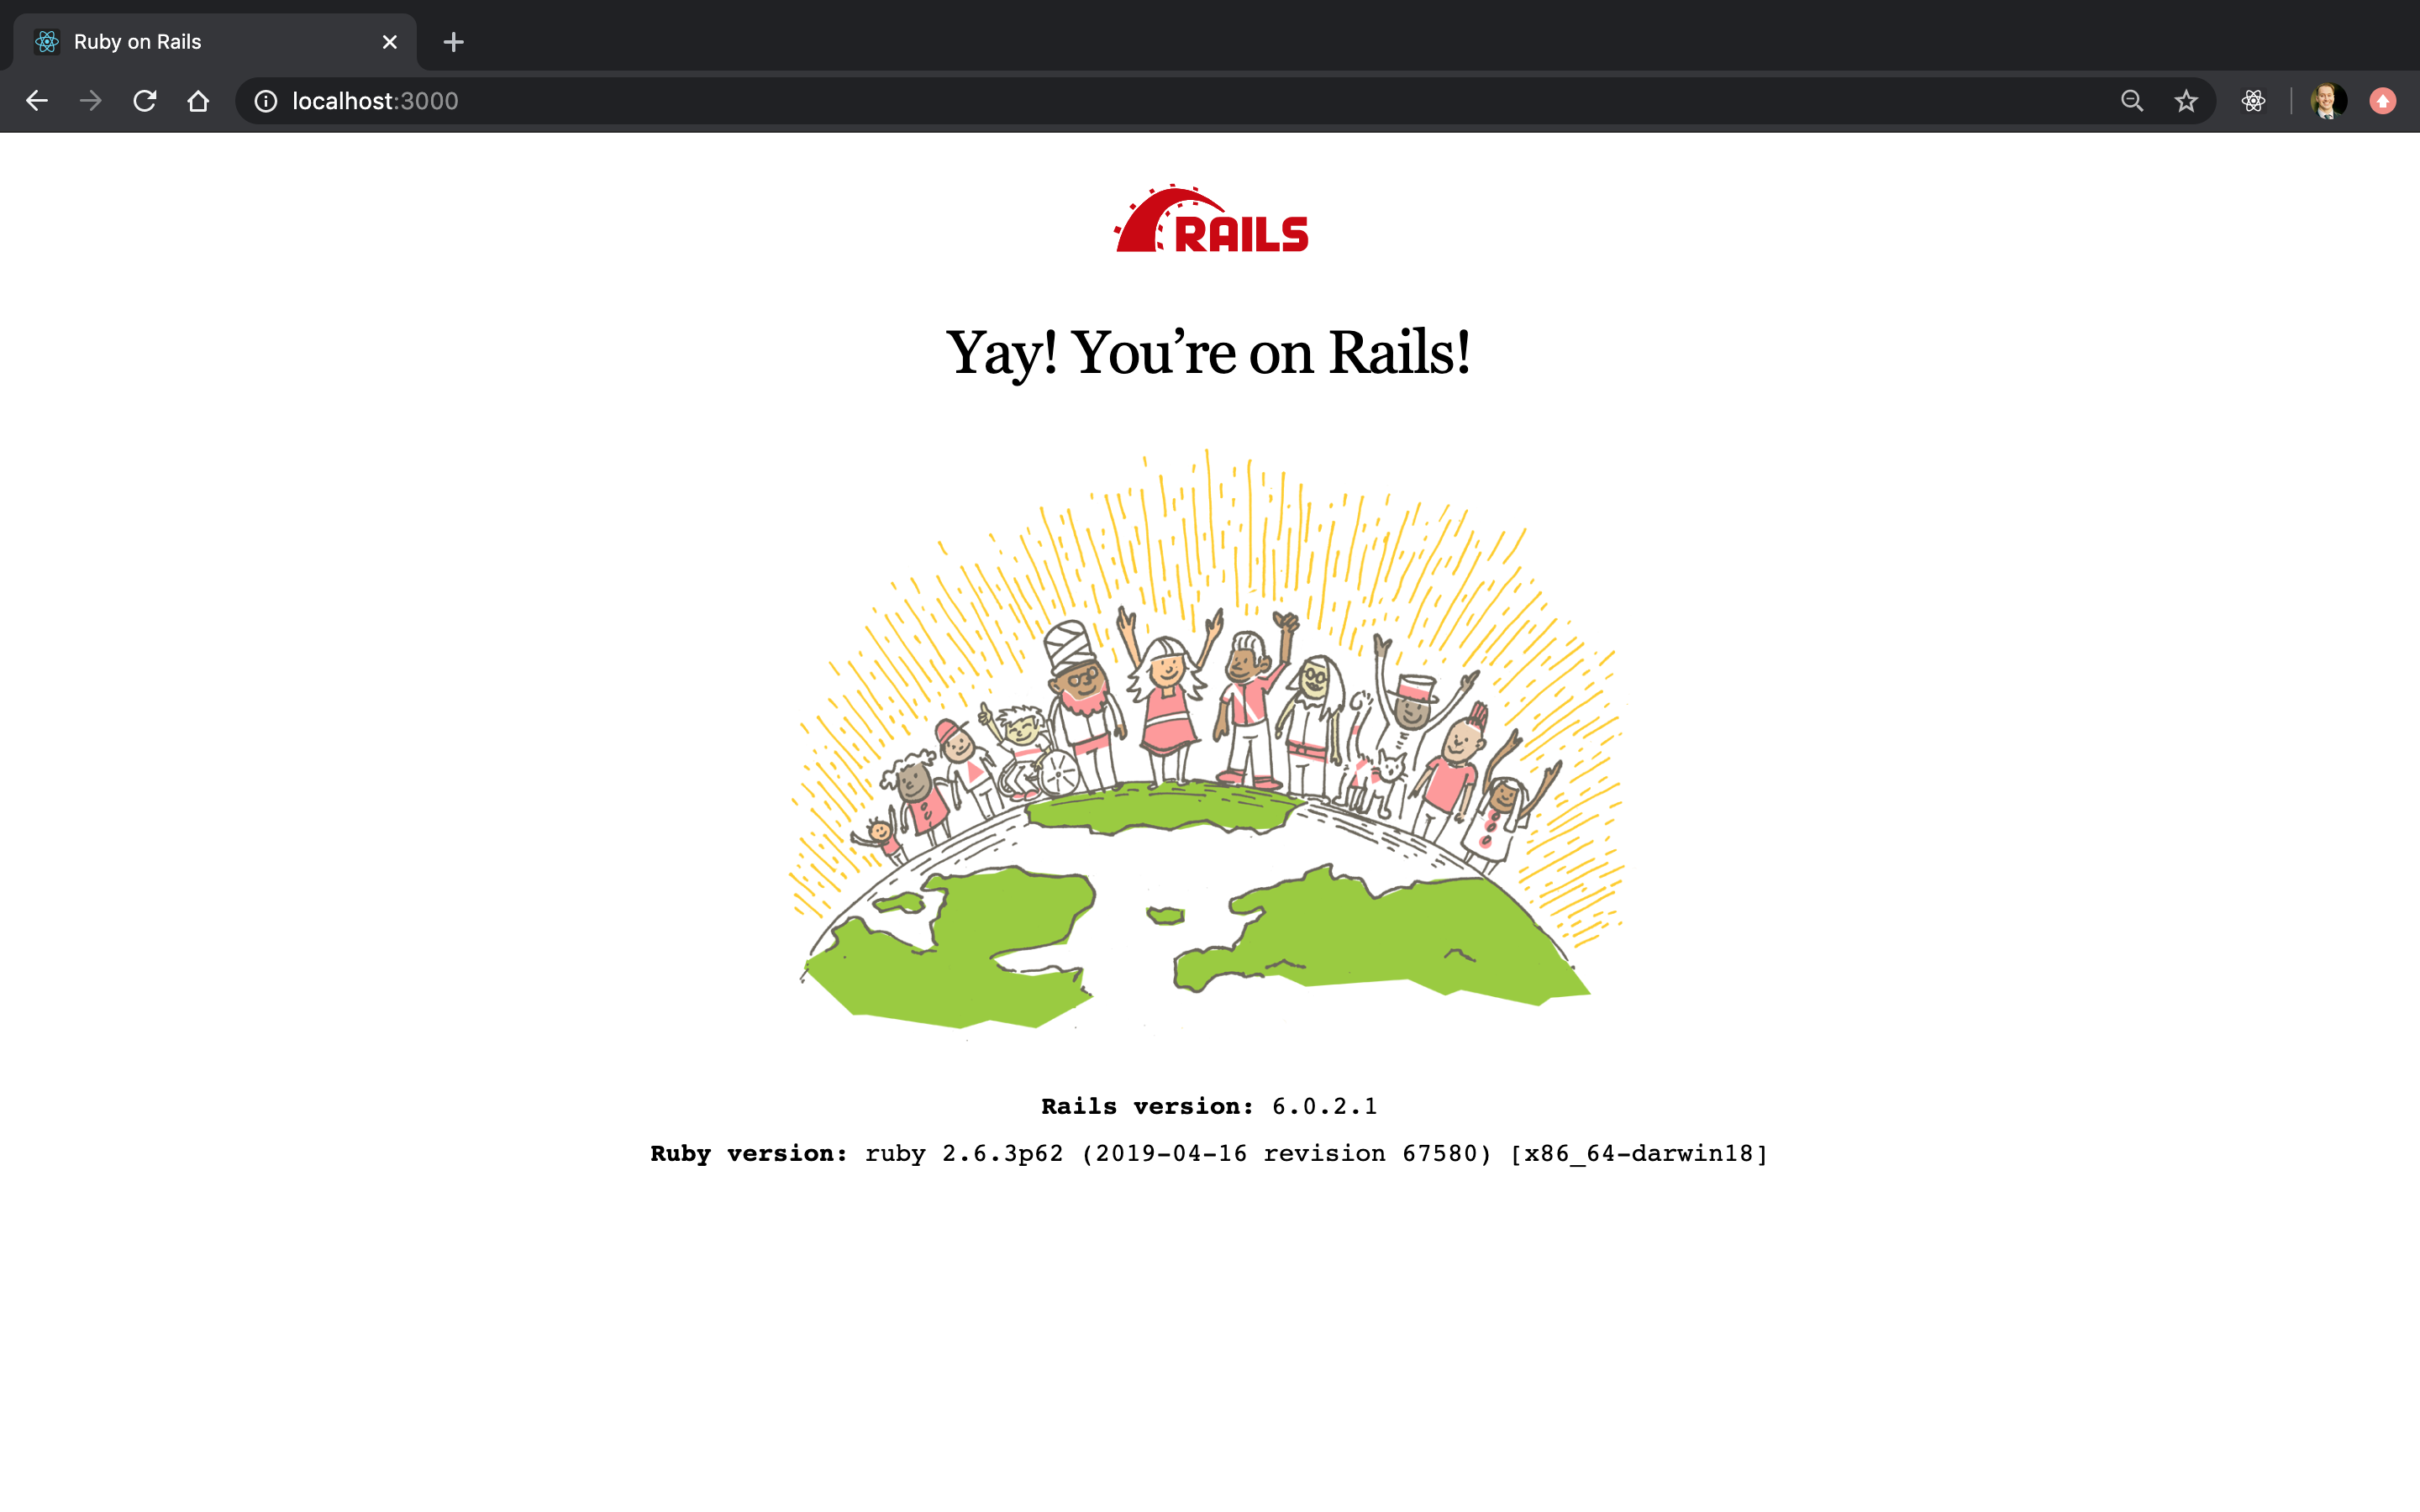 Ruby on Rails
localhost:3000
RAILS
Yay! You’re on Rails!
Rails version: 6.0.2.1
Ruby version: ruby 2.6.3p62 (2019-04-16 revision 67580) [x86_64-darwin18]